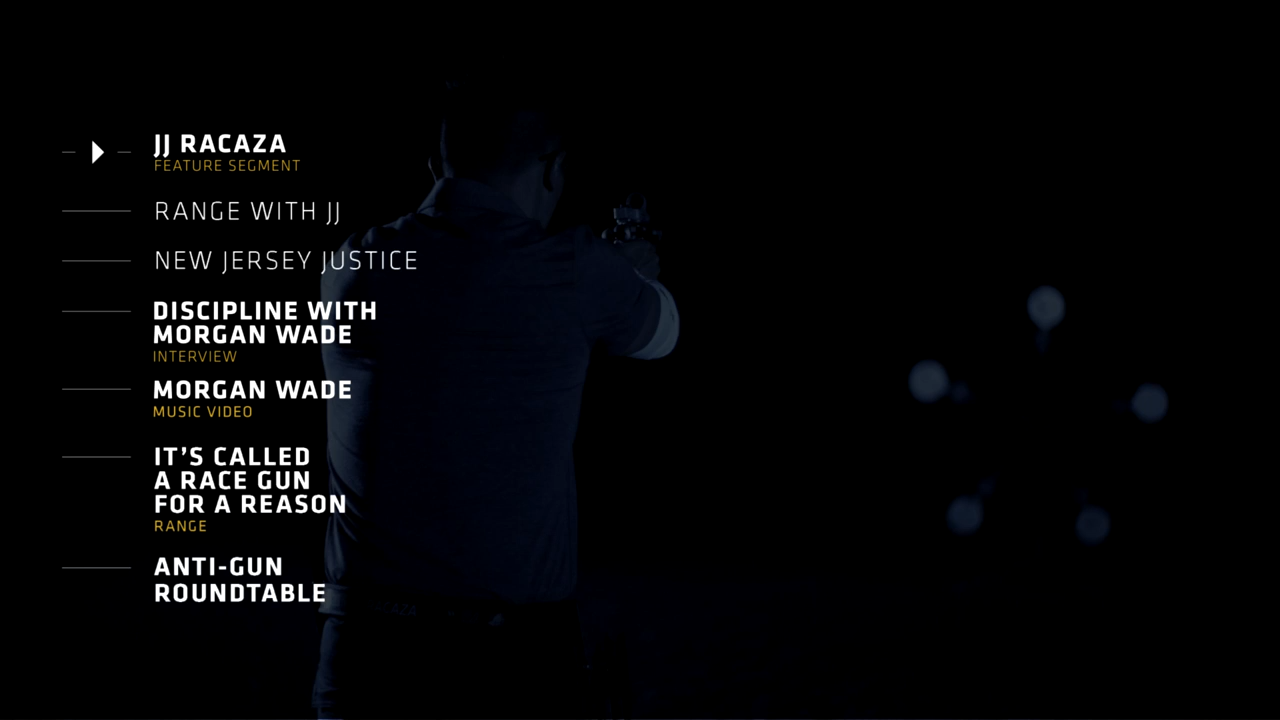 JJ RACAZA
FEATURE SEGMENT
RANGE WITH JJ
NEW JERSEY JUSTICE
DISCIPLINE WITH
MORGAN WADE
INTERVIEW
MORGAN WADE
MUSIC VIDEO
IT'S CALLED
A RACE GUN
FOR A REASON
RANGE
ANTI-GUN
ROUNDTABLE
RACAZA